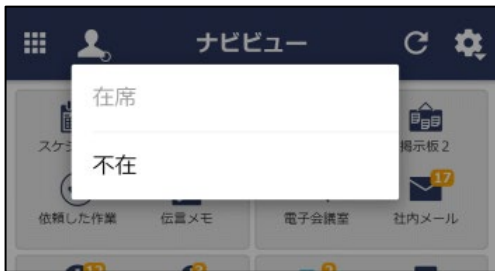 ナビビュー
在席
不在
スケジ
掲示板2
17
依頼した作業 伝言メモ 電子会議室 社内メール